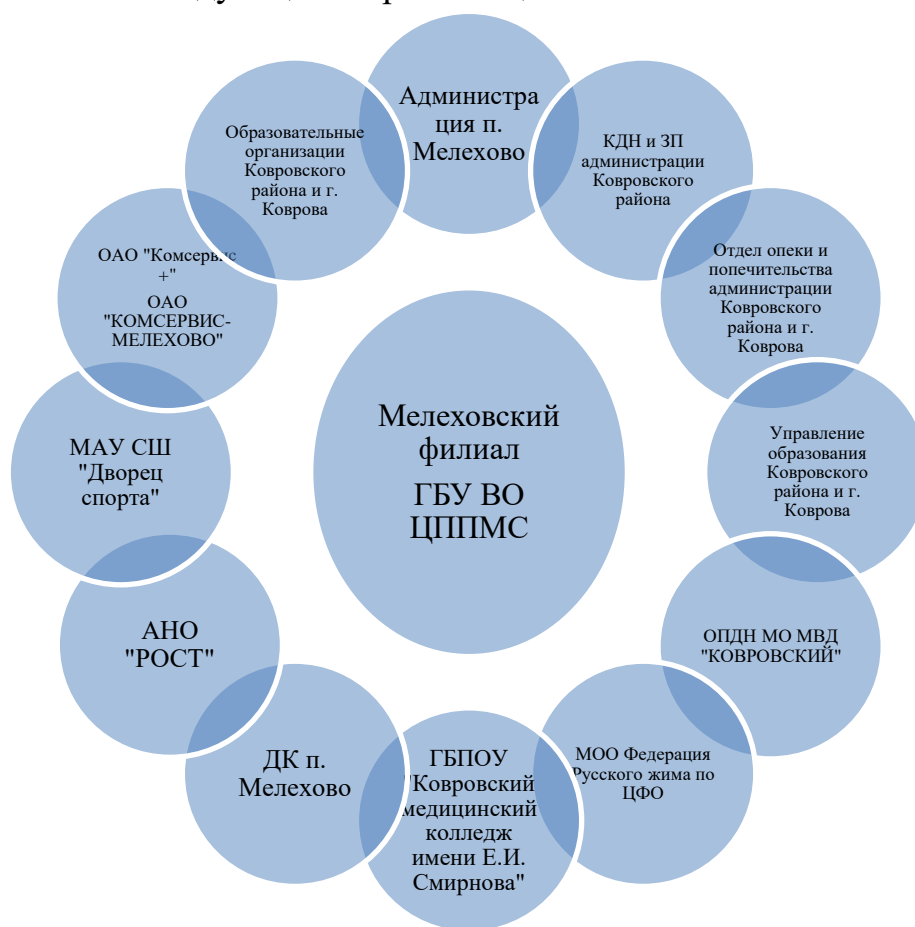 Администра
ция п.
Мелехово
КДН и ЗП
администрации
Ковровского
района
Отдел опеки и
попечительства
администрации
Ковровского
района и г.
Коврова
Управление
образования
Ковровского
района и г.
Коврова
ОПДН МО МВД
"КОВРОВСКИЙ"
МОО Федерация
Русского жима по
ЦФО
ГБПОУ
"Ковровский
медицинский
колледж
имени Е.И.
Смирнова"
ДК п.
Мелехово
АНО
"РОСТ"
МАУ СШ
"Дворец
спорта"
ОАО "Комсервис
+"
ОАО
"КОМСЕРВИС-
МЕЛЕХОВО"
Образовательные
организации
Ковровского
района и г.
Коврова
Мелеховский
филиал
ГБУ ВО
ЦППМС